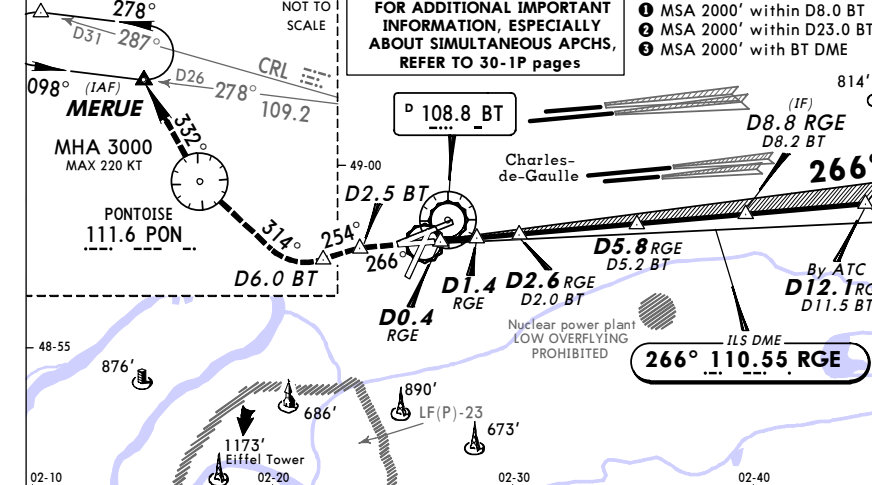 278°
D31
287°
NOT TO
SCALE
FOR ADDITIONAL IMPORTANT
INFORMATION, ESPECIALLY
ABOUT SIMULTANEOUS APCHS,
REFER TO 30-1P pages
❶ MSA 2000' within D8.0 BT
❷ MSA 2000' within D23.0 BT
❸ MSA 2000' with BT DME
098°
(IAF)
MERUE
D26
278°
CRL
109.2
814'
MHA 3000
MAX 220 KT
332°
D 108.8 BT
(IF)
D8.8 RGE
D8.2 BT
49-00
Charles-
de-Gaulle
266°
PONTOISE
111.6 PON
D2.5 BT
314°
254°
D6.0 BT
266°
D0.4
RGE
D1.4
RGE
D2.6 RGE
D2.0 BT
D5.8 RGE
D5.2 BT
By ATC
D12.1
D11.5 BT
Nuclear power plant
LOW OVERFLYING
PROHIBITED
48-55
ILS DME
266° 110.55 RGE
876'
686'
890'
LF(P)-23
673'
1173'
Eiffel Tower
02-10
02-20
02-30
02-40